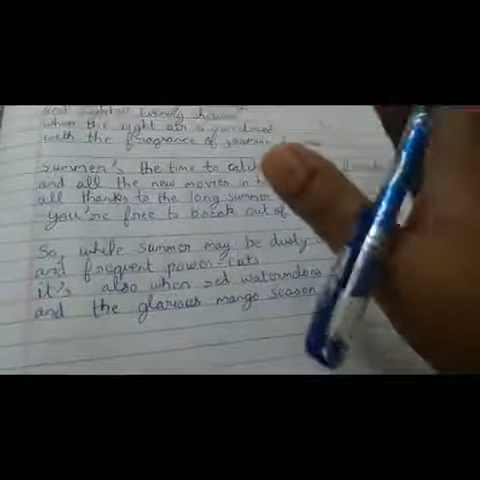 when the night air is
with the fragrance of
Summer's the time to catch
and all the new movies in
all thanks to the long summer
you're free to break out of
So, while summer may be dusty
and frequent power-cuts
it's also when red watermelons
and the glorious mango season